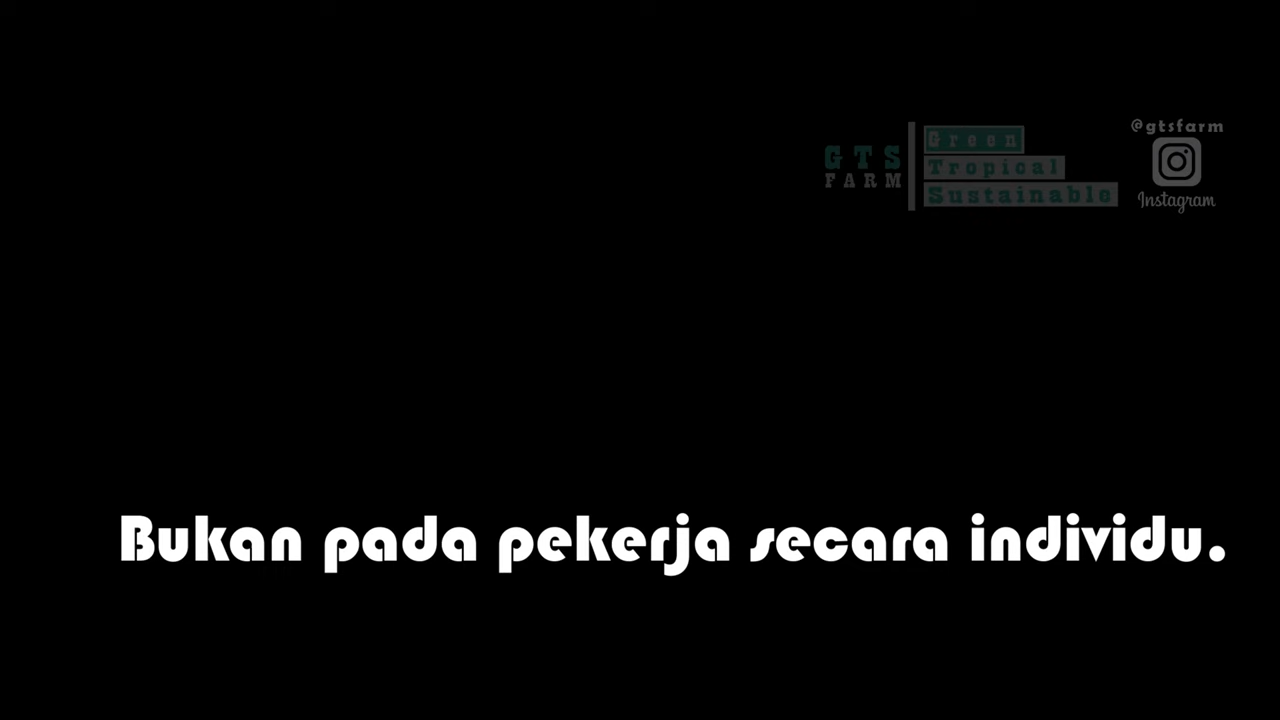 @gtsfarm
GTS
FARM
Green
Tropical
Sustainable
Instagram
Bukan pada pekerja secara individu.